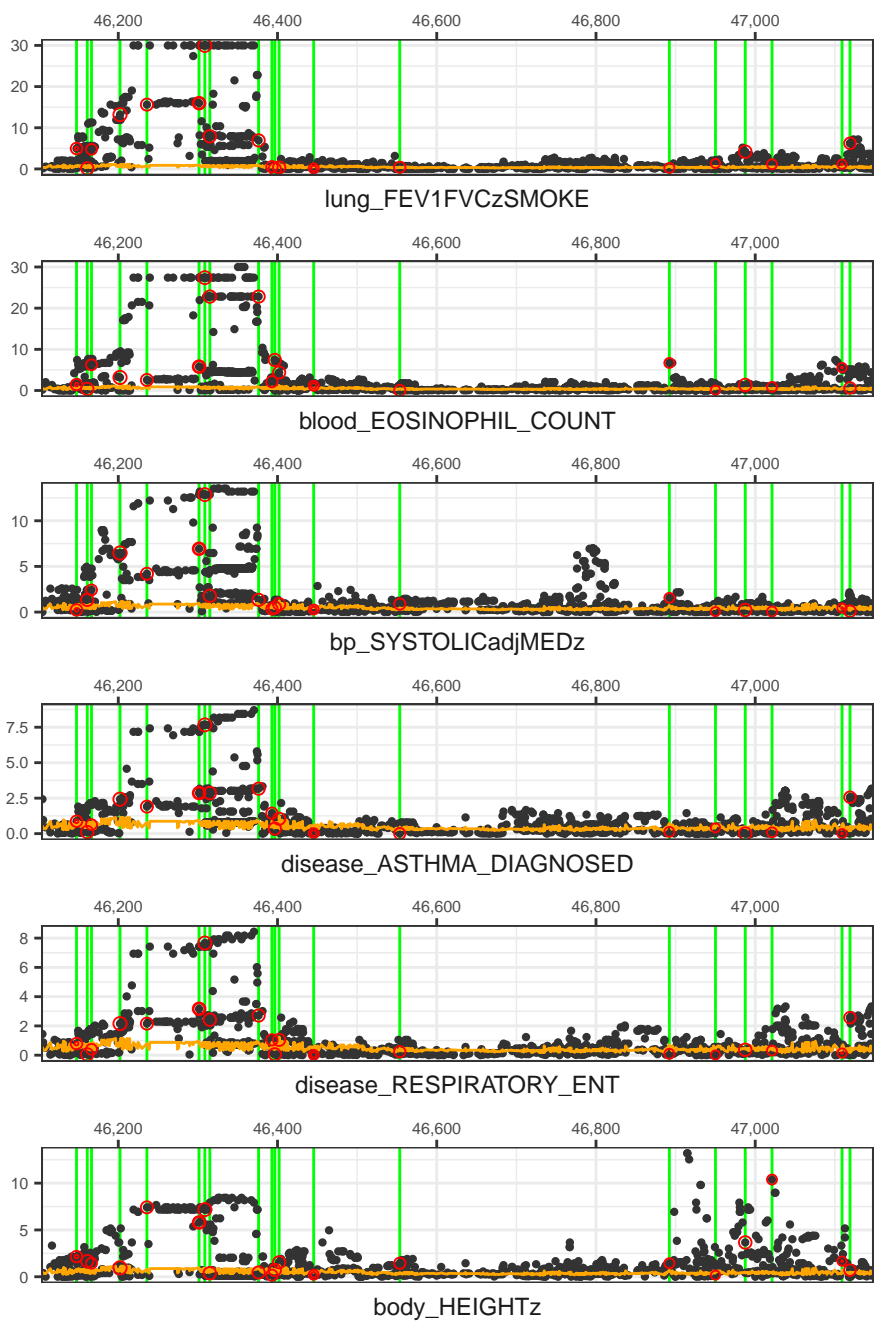 46,200 46,400 46,600 46,800 47,000
30
20
10
0
lung_FEV1FVCzSMOKE
46,200 46,400 46,600 46,800 47,000
30
20
10
0
blood_EOSINOPHIL_COUNT
46,200 46,400 46,600 46,800 47,000
10
5
0
bp_SYSTOLICadjMEDz
46,200 46,400 46,600 46,800 47,000
7.5
5.0
2.5
0.0
disease_ASTHMA_DIAGNOSED
46,200 46,400 46,600 46,800 47,000
8
6
4
2
0
disease_RESPIRATORY_ENT
46,200 46,400 46,600 46,800 47,000
10
5
0
body_HEIGHTz